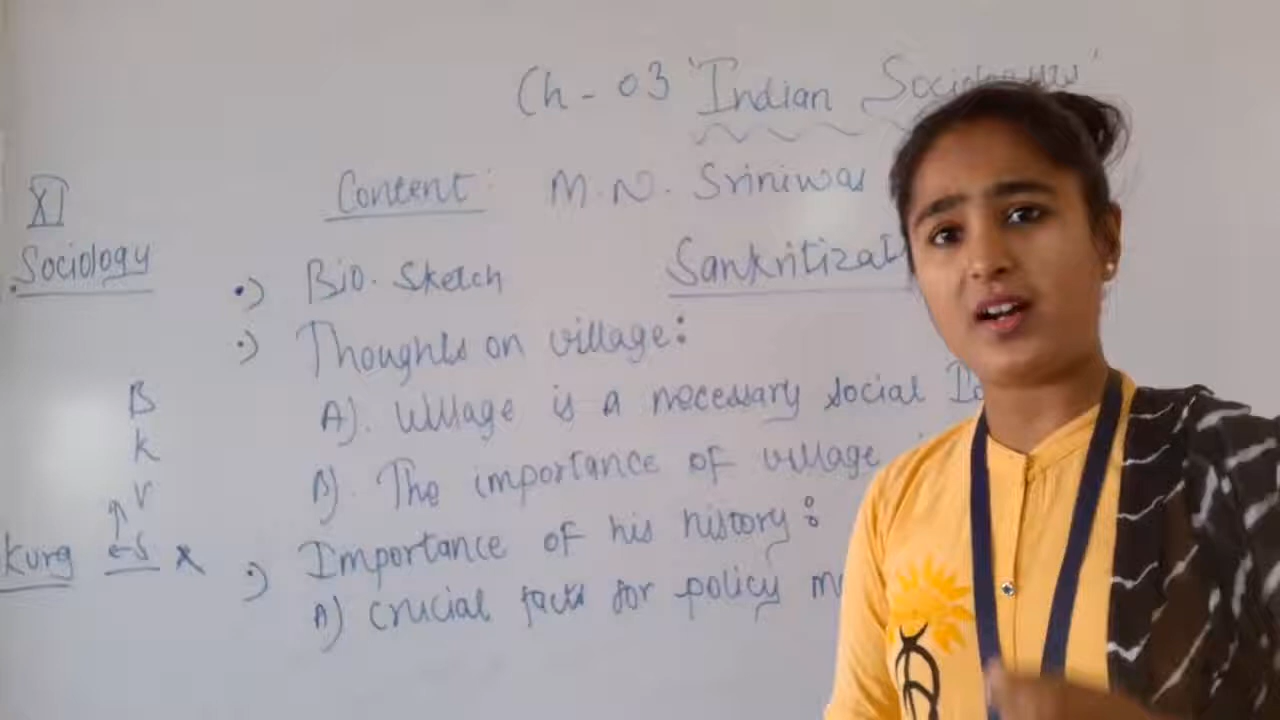 Ch - 03 'Indian
XI
Content: M.N. Sriniwas
Sociology
•) Bio. Sketch
•) Thoughts on village:
B
A). Village is a necessary social
K
B). The importance of village
V
Kurg S x
•) Importance of his history:
A) Crucial facts for policy